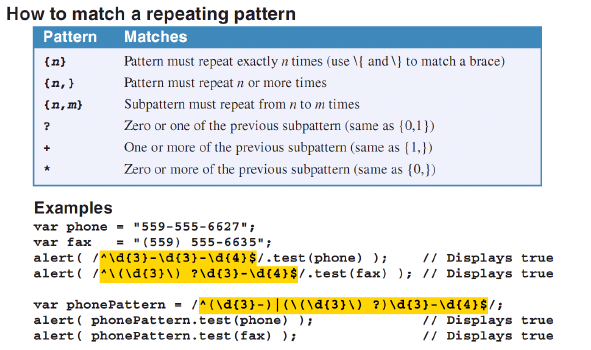 How to match a repeating pattern
Pattern Matches
{n} Pattern must repeat exactly n times (use \{ and \} to match a brace)
{n,} Pattern must repeat n or more times
{n,m} Subpattern must repeat from n to m times
? Zero or one of the previous subpattern (same as {0,1})
+ One or more of the previous subpattern (same as {1,})
* Zero or more of the previous subpattern (same as {0,})
Examples
var phone = "559-555-6627";
var fax = "(559) 555-6635";
alert( /^\d{3}-\d{3}-\d{4}$/.test(phone) ); // Displays true
alert( /^\(\d{3}\) ?\d{3}-\d{4}$/.test(fax) ); // Displays true
var phonePattern = /^(\d{3}-)|(\(\d{3}\) ?)\d{3}-\d{4}$/;
alert( phonePattern.test(phone) ); // Displays true
alert( phonePattern.test(fax) ); // Displays true